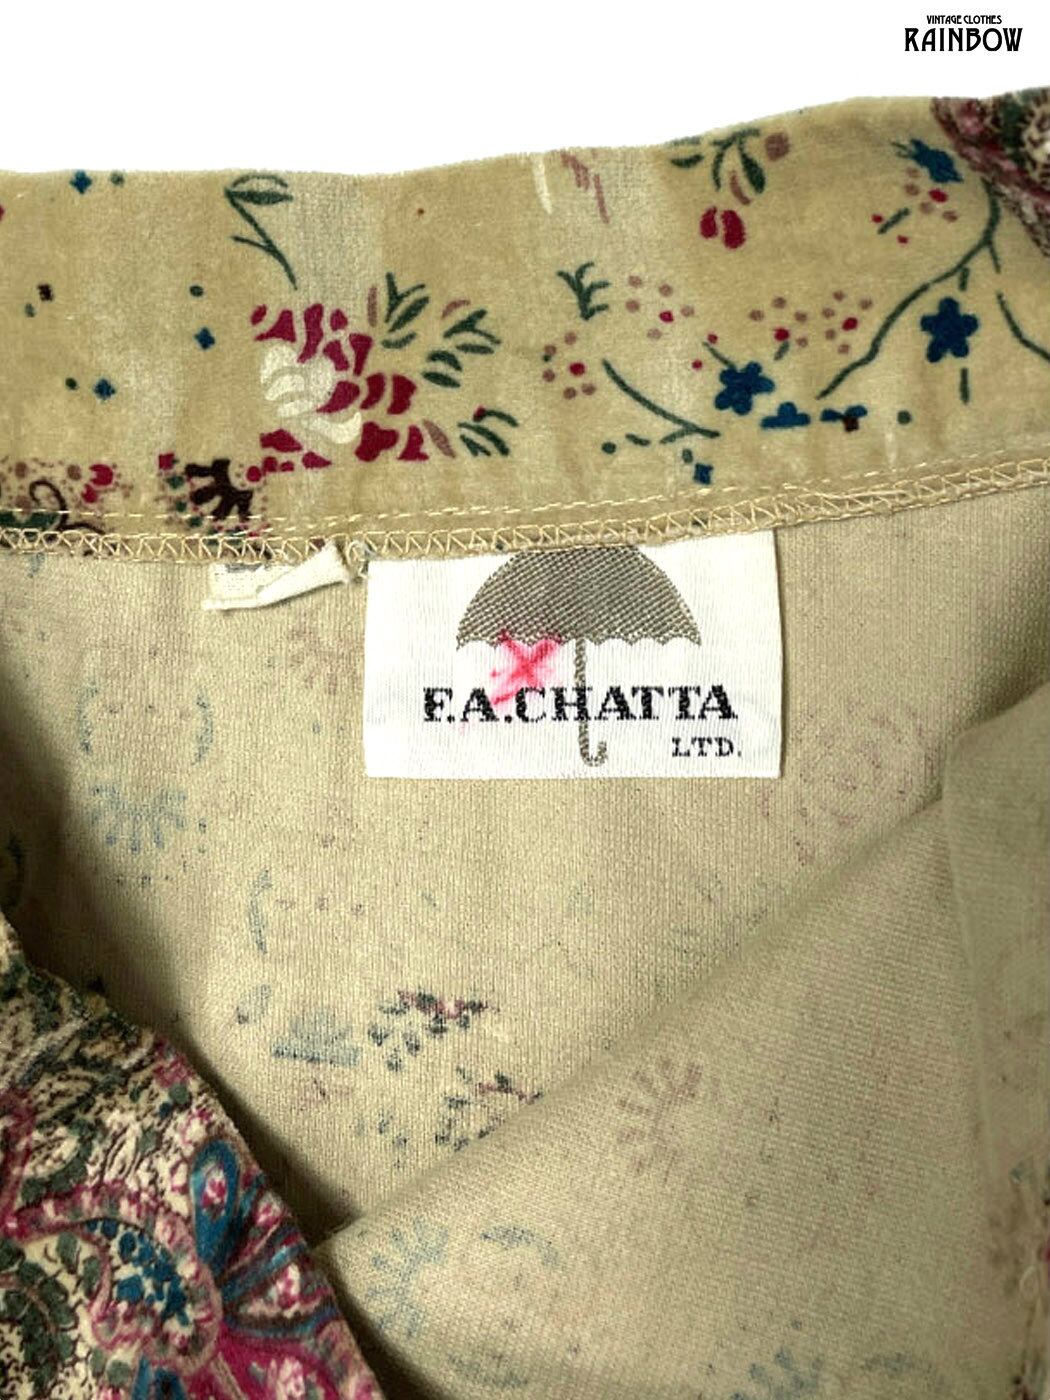 VINTAGE CLOTHES
RAINBOW
F.A.CHATTA
LTD.